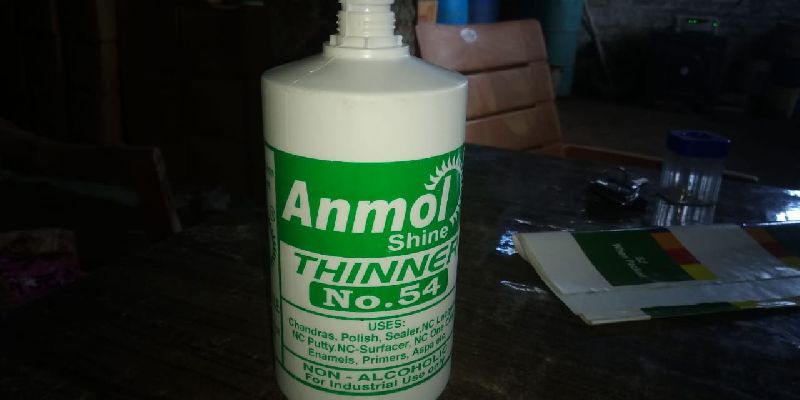 Anmol
Shine
THINNER
No.54
USES:
Chandras, Polish, Sealer, NC
NC Putty.NC-Surfacer, NC One
Enamels, Primers,
NON - ALCOHOLIC
For Industrial Use